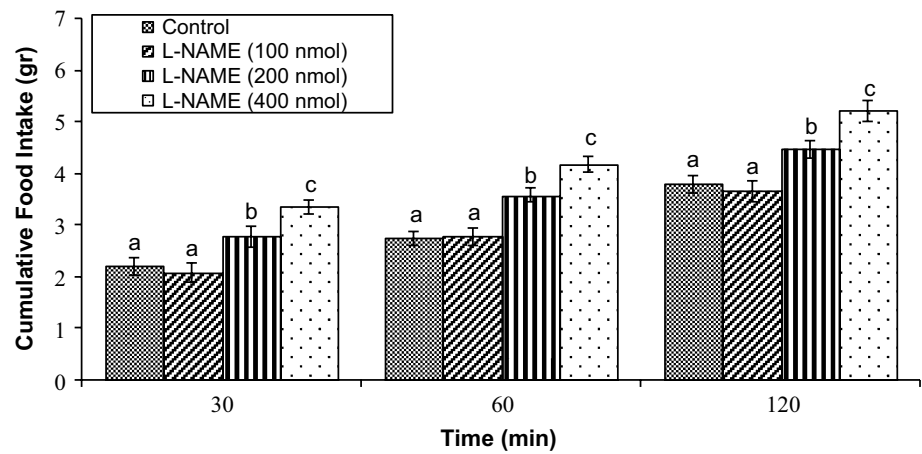 7
6
5
4
3
2
1
0
Cumulative Food Intake (gr)
Control
L-NAME (100 nmol)
L-NAME (200 nmol)
L-NAME (400 nmol)
a a b c
a a b c
a a b c
30 60 120
Time (min)